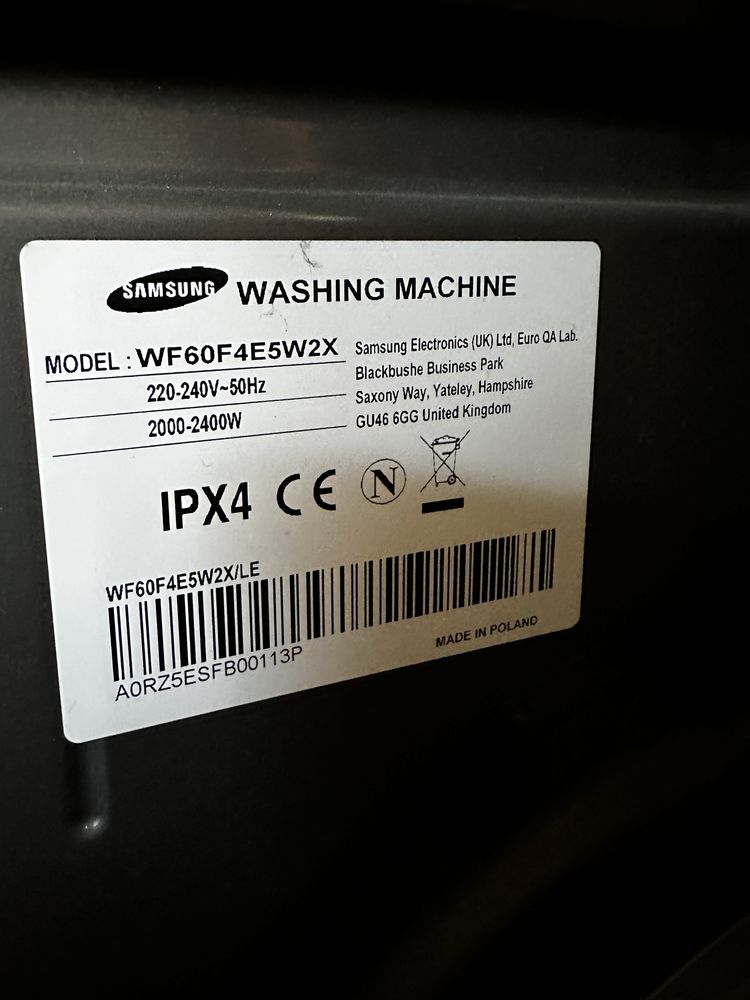 SAMSUNG WASHING MACHINE
MODEL : WF60F4E5W2X
220-240V~50Hz
2000-2400W
Samsung Electronics (UK) Ltd, Euro QA Lab.
Blackbushe Business Park
Saxony Way, Yateley, Hampshire
GU46 6GG United Kingdom
IPX4 CE N
WF60F4E5W2X/LE
A0RZ5ESFB00113P
MADE IN POLAND